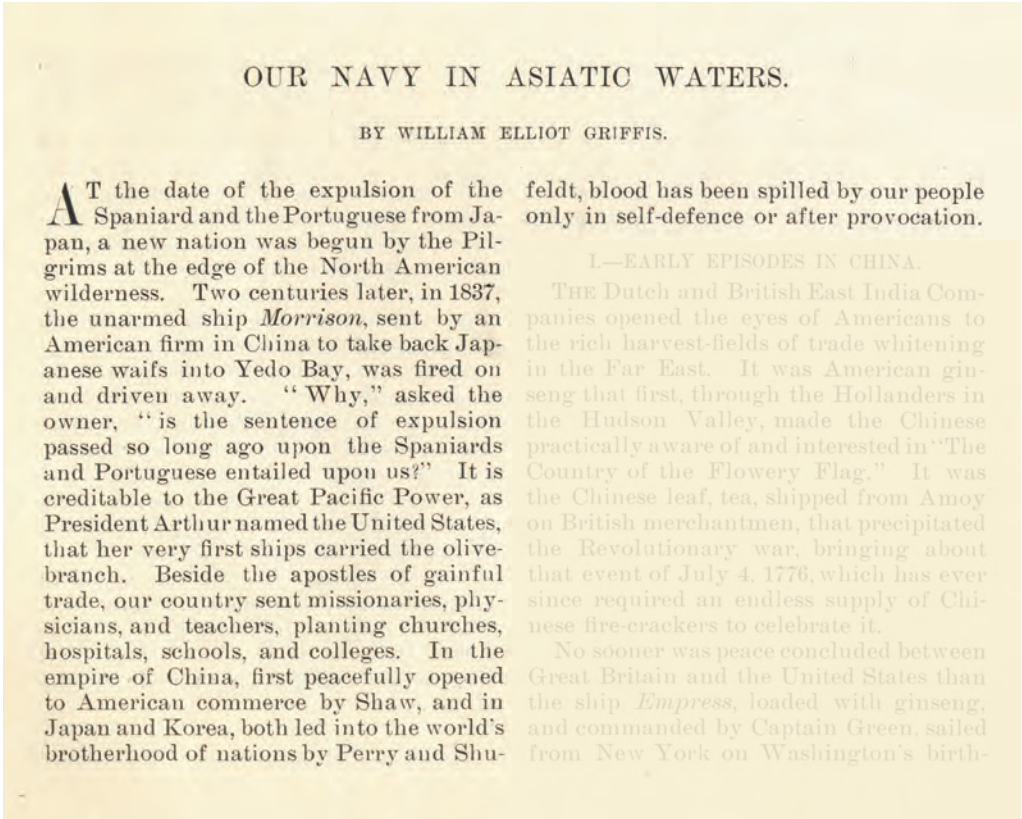 OUR NAVY IN ASIATIC WATERS.
BY WILLIAM ELLIOT GRIFFIS.
AT the date of the expulsion of the
Spaniard and the Portuguese from Ja-
pan, a new nation was begun by the Pil-
grims at the edge of the North American
wilderness. Two centuries later, in 1837,
the unarmed ship Morrison, sent by an
American firm in China to take back Jap-
anese waifs into Yedo Bay, was fired on
and driven away. "Why," asked the
owner, "is the sentence of expulsion
passed so long ago upon the Spaniards
and Portuguese entailed upon us?" It is
creditable to the Great Pacific Power, as
President Arthur named the United States,
that her very first ships carried the olive-
branch. Beside the apostles of gainful
trade, our country sent missionaries, phy-
sicians, and teachers, planting churches,
hospitals, schools, and colleges. In the
empire of China, first peacefully opened
to American commerce by Shaw, and in
Japan and Korea, both led into the world's
brotherhood of nations by Perry and Shu-
feldt, blood has been spilled by our people
only in self-defence or after provocation.
I.—EARLY EPISODES IN CHINA.
THE Dutch and British East India Com-
panies opened the eyes of Americans to
the rich harvest-fields of trade whitening
in the Far East. It was American gin-
seng that first, through the Hollanders in
the Hudson Valley, made the Chinese
practically aware of and interested in "The
Country of the Flowery Flag." It was
the Chinese leaf, tea, shipped from Amoy
on British merchantmen, that precipitated
the Revolutionary war, bringing about
that event of July 4, 1776, which has ever
since required an endless supply of Chi-
nese fire-crackers to celebrate it.
No sooner was peace concluded between
Great Britain and the United States than
the ship Empress, loaded with ginseng,
and commanded by Captain Green, sailed
from New York on Washington's birth-